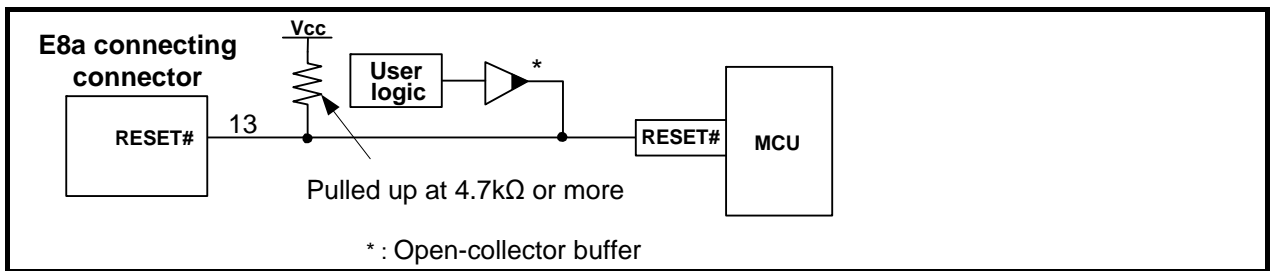 E8a connecting
connector
Vcc
User
logic
*
RESET#
13
RESET#
MCU
Pulled up at 4.7kΩ or more
* : Open-collector buffer